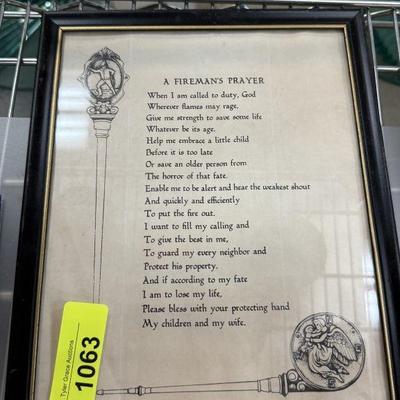 A FIREMAN'S PRAYER
When I am called to duty, God
Wherever flames may rage,
Give me strength to save some life
Whatever be its age.
Help me embrace a little child
Before it is too late
Or save an older person from
The horror of that fate.
Enable me to be alert and hear the weakest shout
And quickly and efficiently
To put the fire out.
I want to fill my calling and
To give the best in me,
To guard my every neighbor and
Protect his property.
And if according to my fate
I am to lose my life,
Please bless with your protecting hand
My children and my wife.
Tyler Grace Auctions
1063